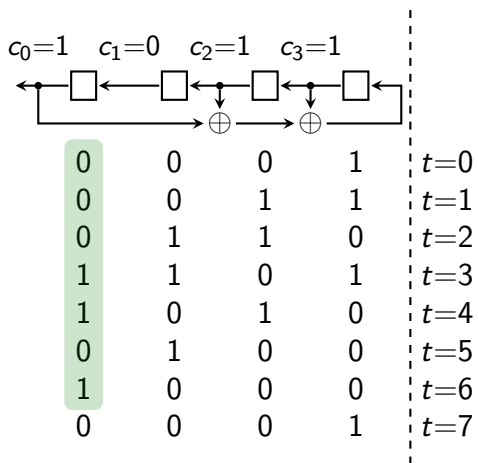 c₀=1 c₁=0 c₂=1 c₃=1
0 0 0 1 t=0
0 0 1 1 t=1
0 1 1 0 t=2
1 1 0 1 t=3
1 0 1 0 t=4
0 1 0 0 t=5
1 0 0 0 t=6
0 0 0 1 t=7